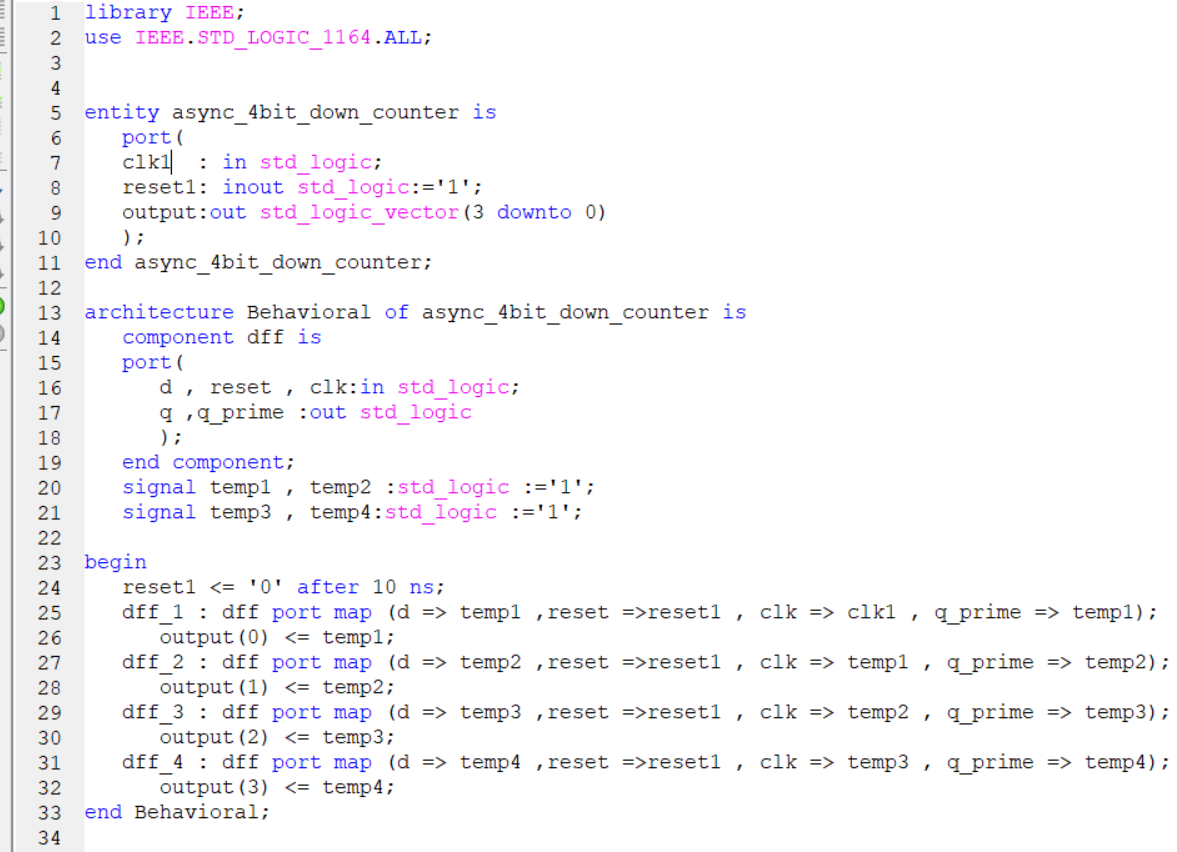 1 library IEEE;
2 use IEEE.STD_LOGIC_1164.ALL;
3
4
5 entity async_4bit_down_counter is
6    port(
7    clk1  : in std_logic;
8    reset1: inout std_logic:='1';
9    output:out std_logic_vector(3 downto 0)
10    );
11 end async_4bit_down_counter;
12
13 architecture Behavioral of async_4bit_down_counter is
14    component dff is
15    port(
16       d , reset , clk:in std_logic;
17       q ,q_prime :out std_logic
18       );
19    end component;
20    signal temp1 , temp2 :std_logic :='1';
21    signal temp3 , temp4:std_logic :='1';
22
23 begin
24    reset1 <= '0' after 10 ns;
25    dff_1 : dff port map (d => temp1 ,reset =>reset1 , clk => clk1 , q_prime => temp1);
26       output(0) <= temp1;
27    dff_2 : dff port map (d => temp2 ,reset =>reset1 , clk => temp1 , q_prime => temp2);
28       output(1) <= temp2;
29    dff_3 : dff port map (d => temp3 ,reset =>reset1 , clk => temp2 , q_prime => temp3);
30       output(2) <= temp3;
31    dff_4 : dff port map (d => temp4 ,reset =>reset1 , clk => temp3 , q_prime => temp4);
32       output(3) <= temp4;
33 end Behavioral;
34